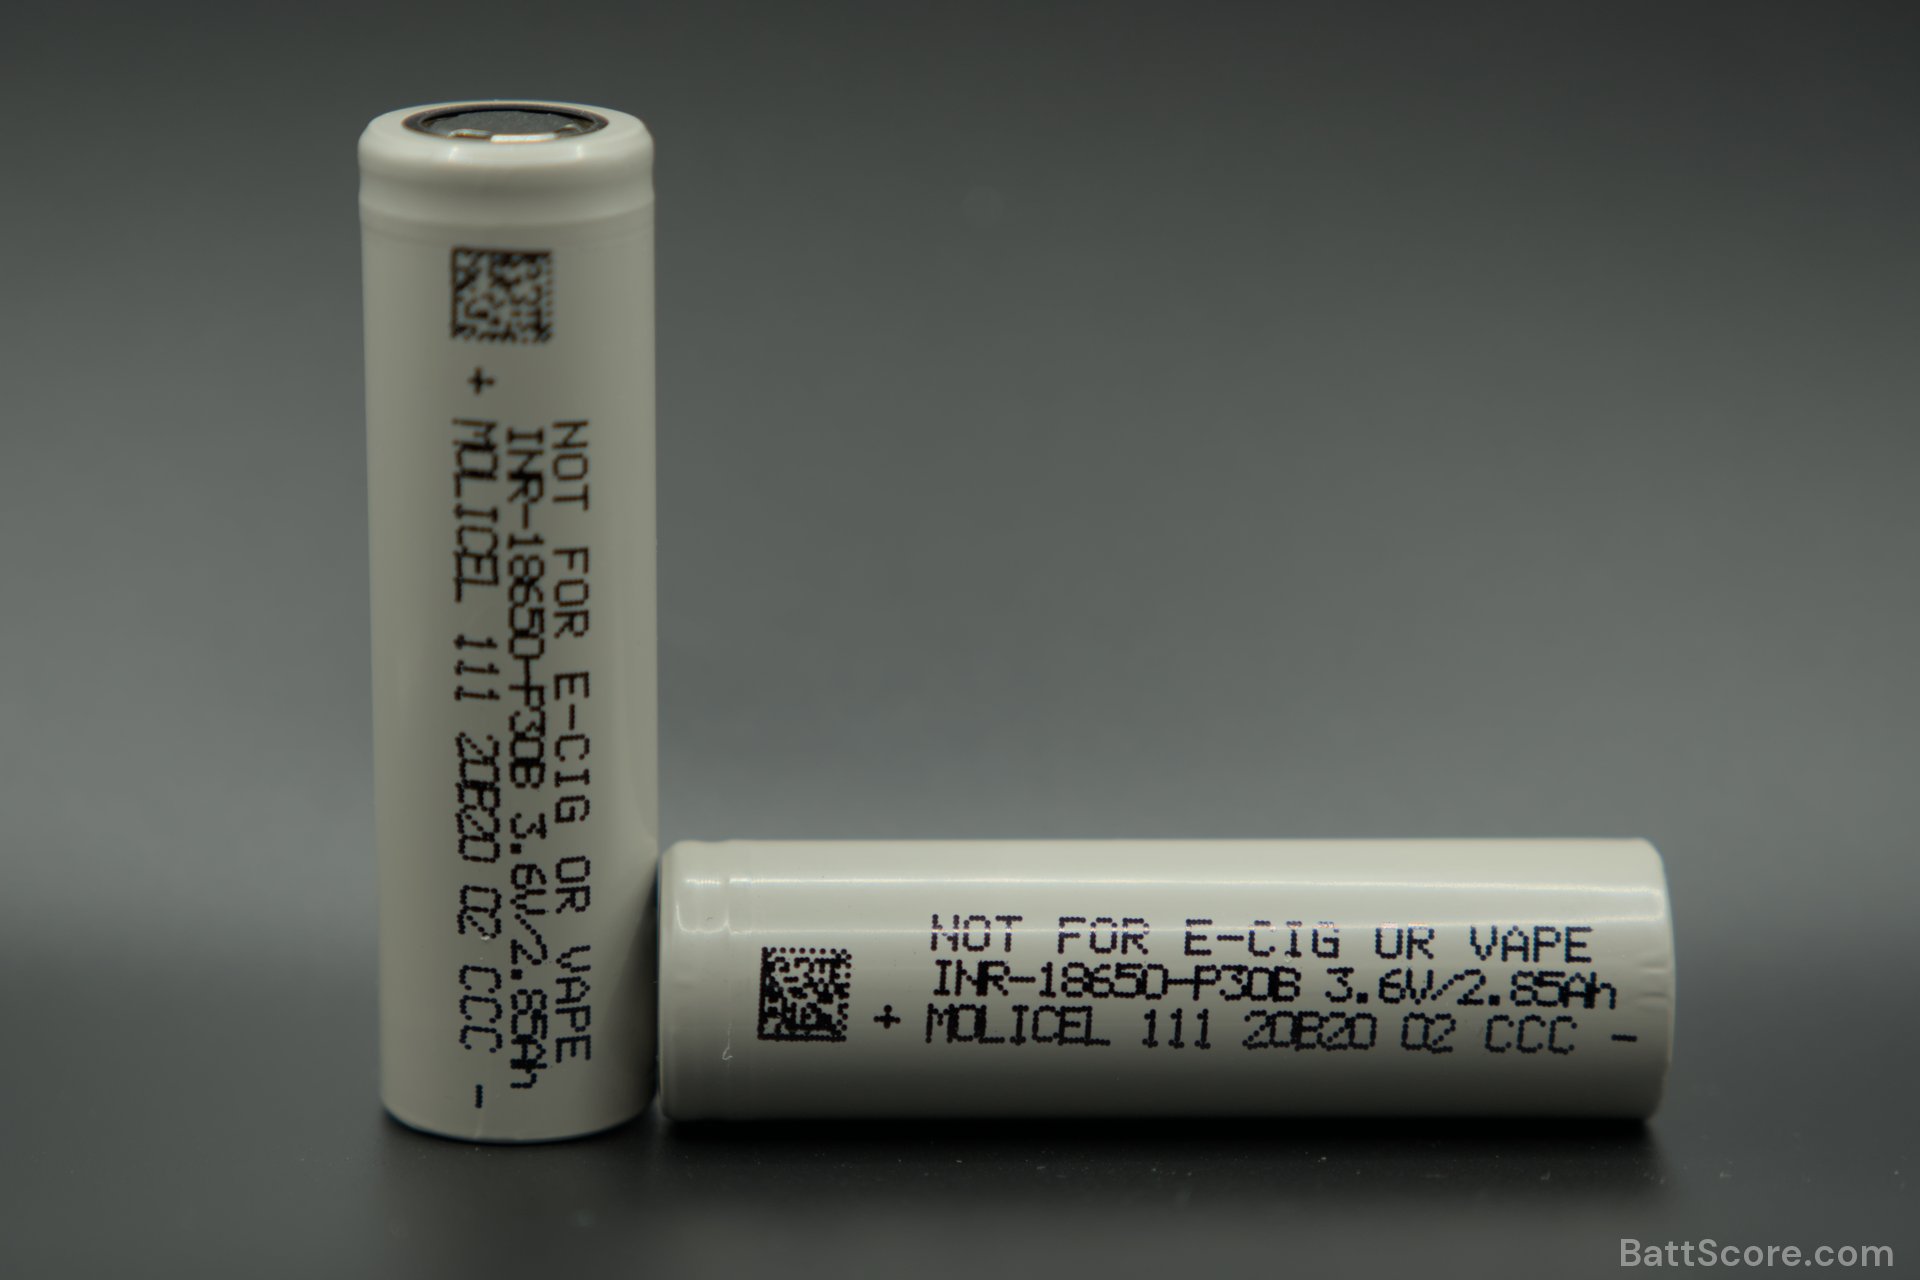 NOT FOR E-CIG OR VAPE
INR-18650-P30B 3.6V/2.85Ah
+ MOLICEL 111 20B20 02 CCC -
NOT FOR E-CIG OR VAPE
INR-18650-P30B 3.6V/2.85Ah
+ MOLICEL 111 20B20 02 CCC -
BattScore.com